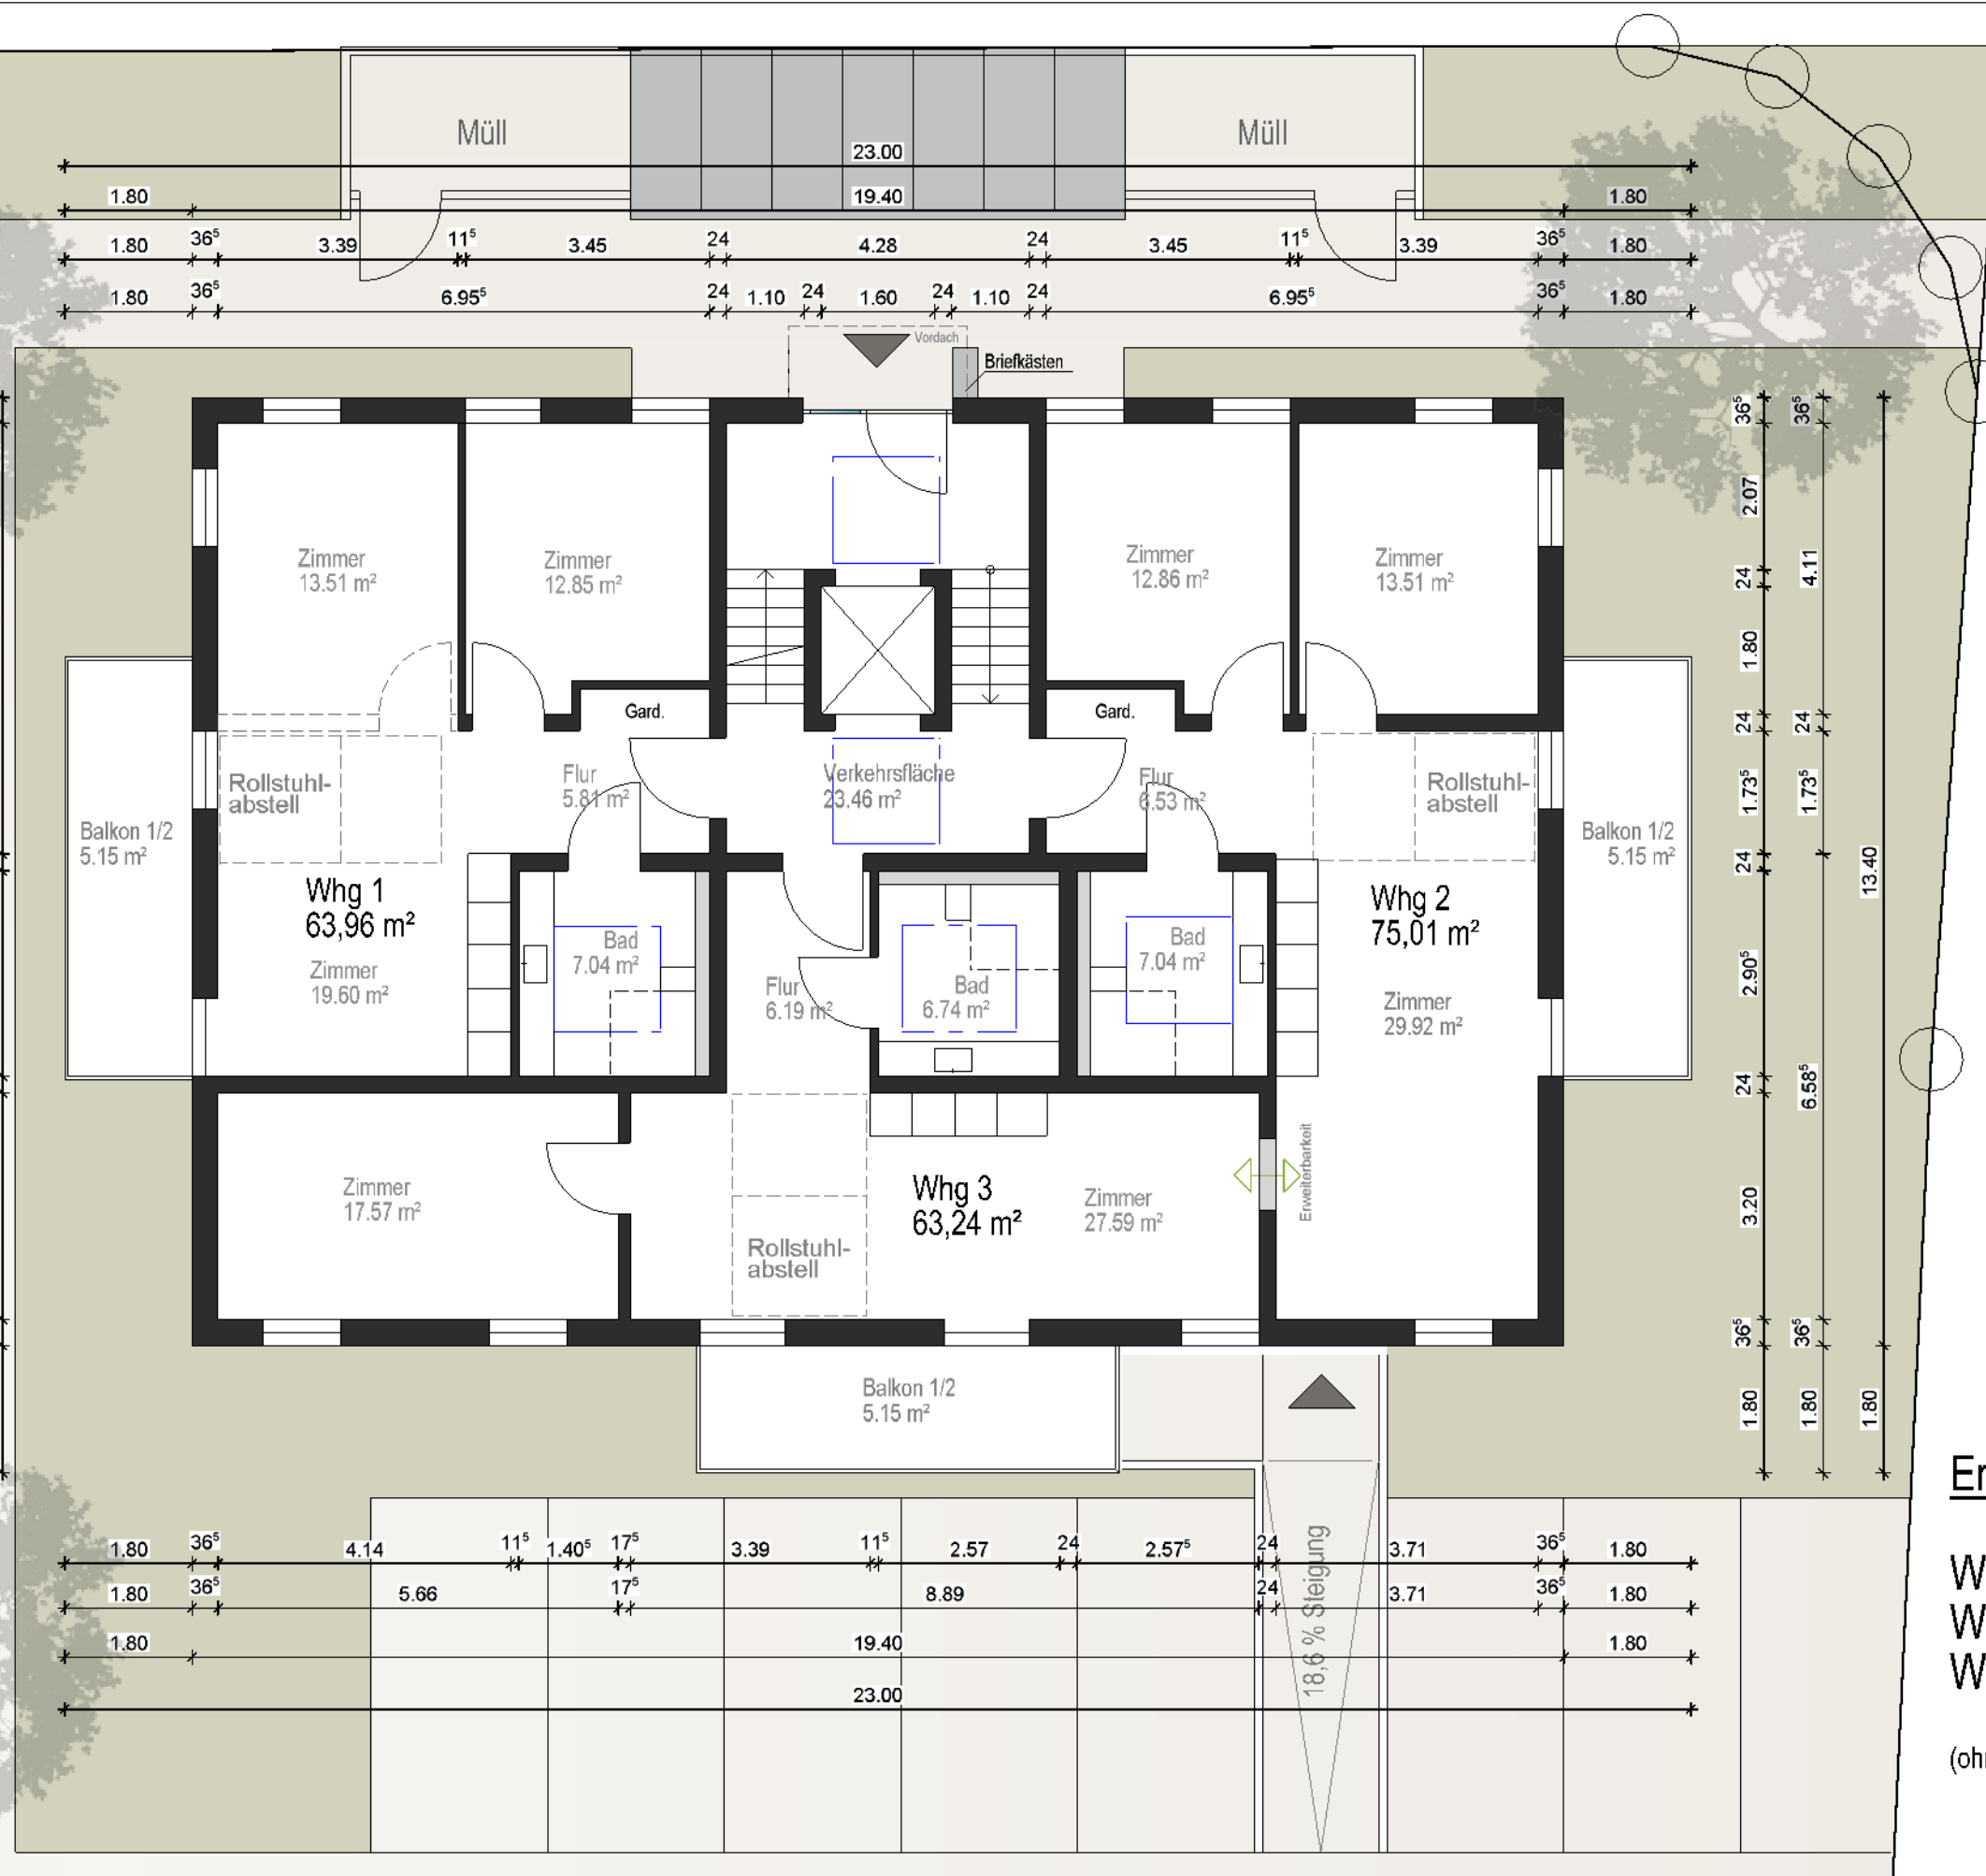 Müll
Müll
23.00
1.80
19.40
1.80
1.80
36⁵
3.39
11⁵
3.45
24
4.28
24
3.45
11⁵
3.39
36⁵
1.80
1.80
36⁵
6.95⁵
24
1.10
24
1.60
24
1.10
24
6.95⁵
36⁵
1.80
Vordach
Briefkästen
Zimmer
13.51 m²
Zimmer
12.85 m²
Zimmer
12.86 m²
Zimmer
13.51 m²
Gard.
Gard.
Rollstuhl-
abstell
Flur
5.81 m²
Verkehrsfläche
23.46 m²
Flur
6.53 m²
Rollstuhl-
abstell
Balkon 1/2
5.15 m²
Balkon 1/2
5.15 m²
Whg 1
63,96 m²
Zimmer
19.60 m²
Bad
7.04 m²
Flur
6.19 m²
Bad
6.74 m²
Bad
7.04 m²
Whg 2
75,01 m²
Zimmer
29.92 m²
Zimmer
17.57 m²
Rollstuhl-
abstell
Whg 3
63,24 m²
Zimmer
27.59 m²
Erweiterbarkeit
Balkon 1/2
5.15 m²
36⁵
2.07
24
1.80
24
1.73⁵
24
2.90⁵
24
3.20
36⁵
1.80
36⁵
4.11
24
1.73⁵
6.58⁵
36⁵
1.80
13.40
1.80
18,6 % Steigung
1.80
36⁵
4.14
11⁵
1.40⁵
17⁵
3.39
11⁵
2.57
24
2.57⁵
24
3.71
36⁵
1.80
1.80
36⁵
5.66
17⁵
8.89
24
3.71
36⁵
1.80
1.80
19.40
1.80
23.00
Er
W
W
W
(oh